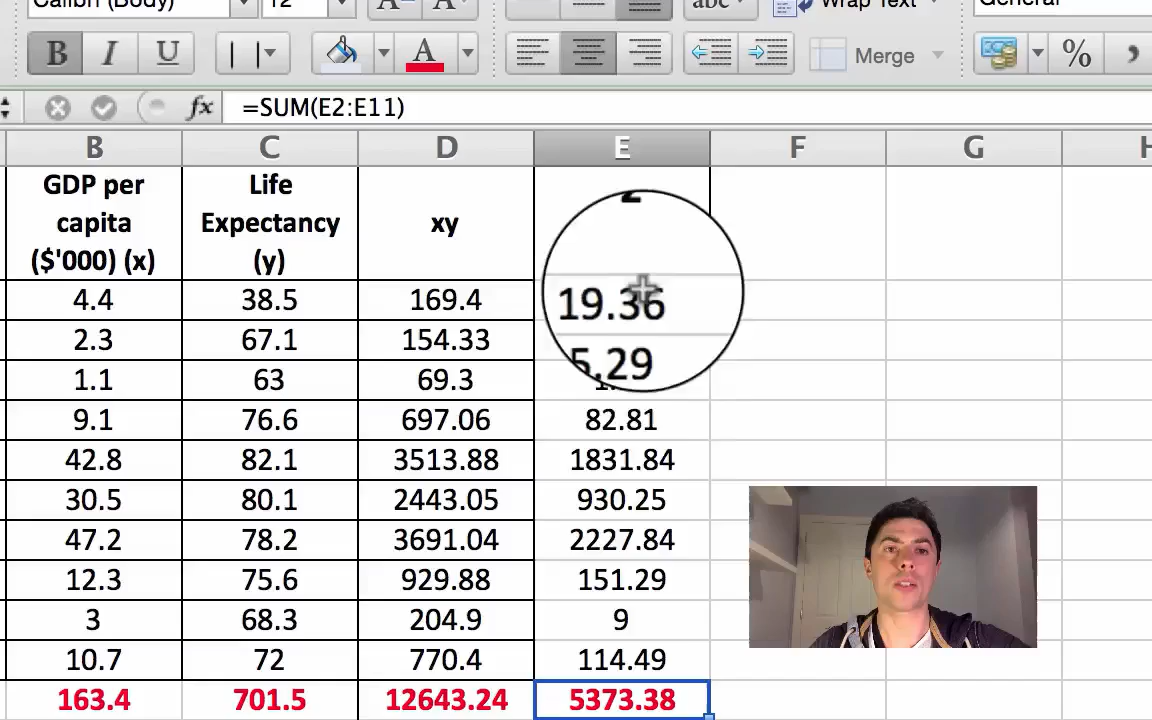 Calibri (Body) 12 A A abc Wrap Text General
B I U A Merge % ,
fx =SUM(E2:E11)
B C D E F G H
GDP per capita ($'000) (x) Life Expectancy (y) xy 2
4.4 38.5 169.4 19.36
2.3 67.1 154.33 5.29
1.1 63 69.3
9.1 76.6 697.06 82.81
42.8 82.1 3513.88 1831.84
30.5 80.1 2443.05 930.25
47.2 78.2 3691.04 2227.84
12.3 75.6 929.88 151.29
3 68.3 204.9 9
10.7 72 770.4 114.49
163.4 701.5 12643.24 5373.38